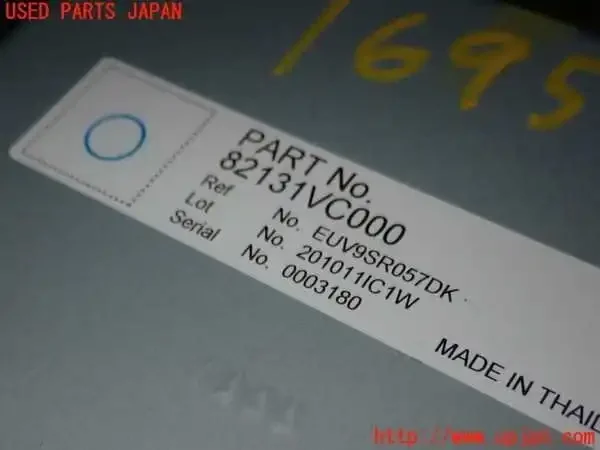 USED PARTS JAPAN
1695
PART No.
82131VC000
Ref No. EUV9SR057DK
Lot No. 201011IC1W
Serial No. 0003180
MADE IN THAIL